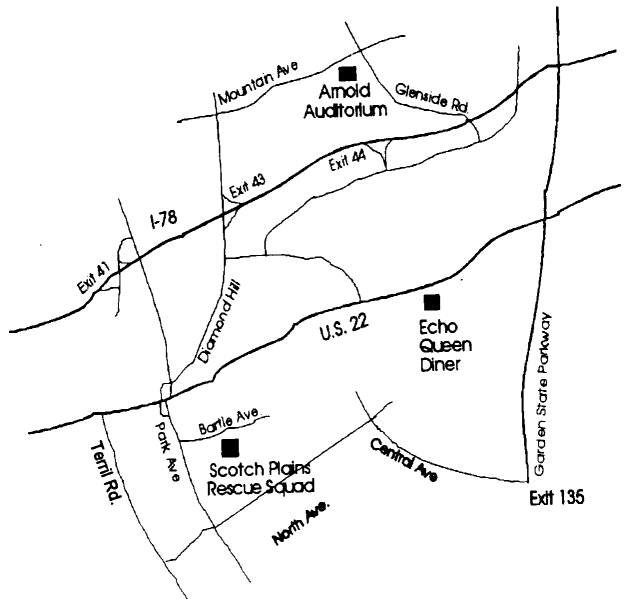 Mountain Ave
Arnold
Auditorium
Glenside Rd.
Exit 44
Exit 43
I-78
Exit 41
Diamond Hill
U.S. 22
Echo
Queen
Diner
Garden State Parkway
Terril Rd.
Park Ave
Bartle Ave
Scotch Plains
Rescue Squad
Central Ave
North Ave.
Exit 135